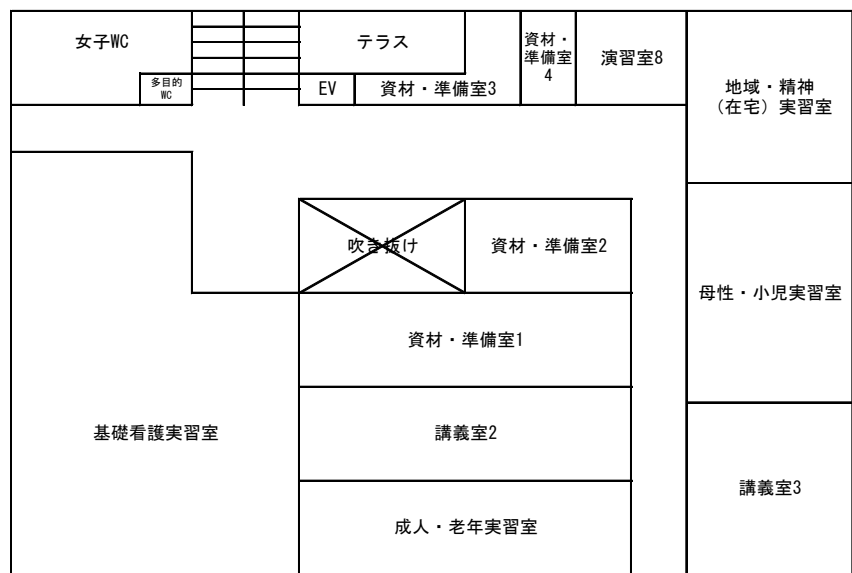 女子WC
テラス
資材・
準備室
4
演習室8
多目的
WC
EV
資材・準備室3
地域・精神
（在宅）実習室
吹き抜け
資材・準備室2
母性・小児実習室
資材・準備室1
基礎看護実習室
講義室2
講義室3
成人・老年実習室